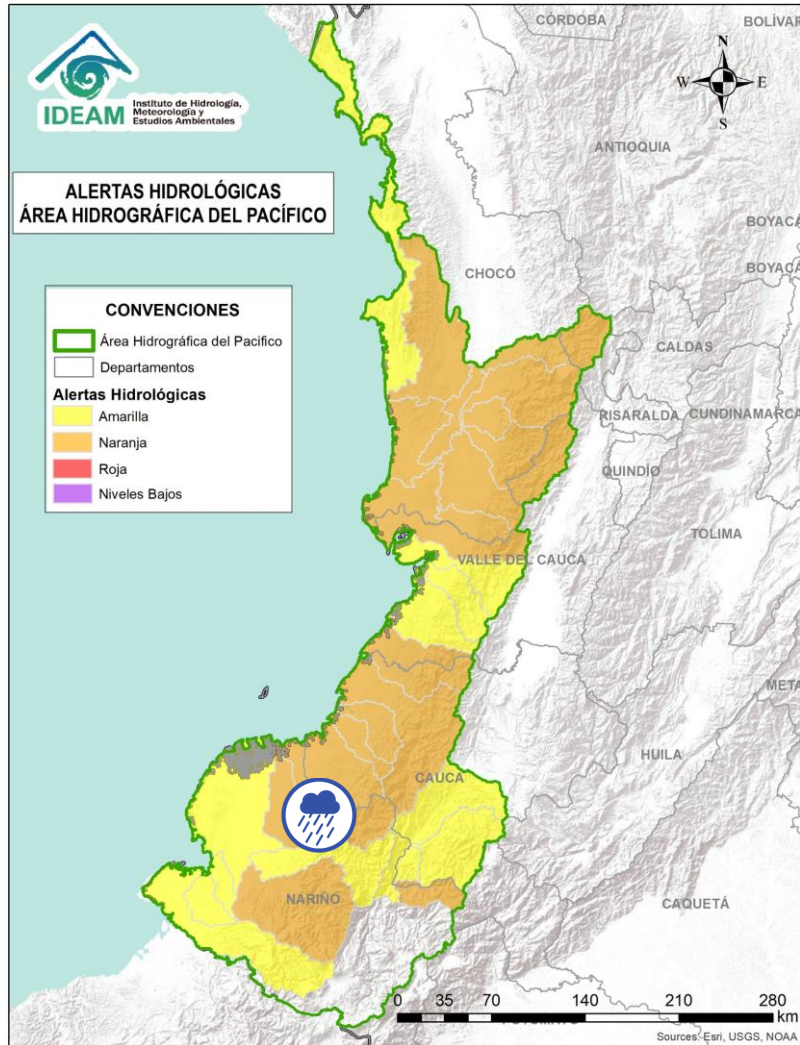 IDEAM
Instituto de Hidrología,
Meteorología y
Estudios Ambientales
ALERTAS HIDROLÓGICAS
ÁREA HIDROGRÁFICA DEL PACÍFICO
CONVENCIONES
Área Hidrográfica del Pacifico
Departamentos
Alertas Hidrológicas
Amarilla
Naranja
Roja
Niveles Bajos
CÓRDOBA
BOLÍVAR
N
W E
S
ANTIOQUIA
BOYACÁ
CHOCÓ
BOYACÁ
CALDAS
RISARALDA
CUNDINAMARCA
QUINDÍO
TOLIMA
VALLE DEL CAUCA
META
HUILA
CAUCA
NARIÑO
CAQUETÁ
0 35 70 140 210 280
km
Sources: Esri, USGS, NOAA